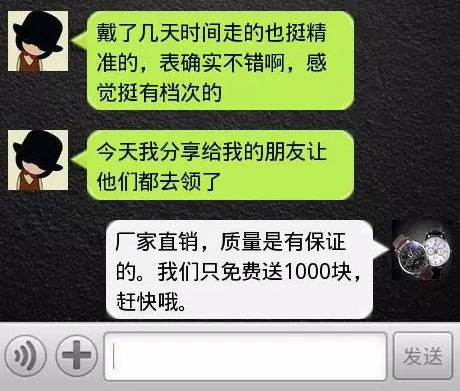 戴了几天时间走的也挺精
准的，表确实不错啊，感
觉挺有档次的
今天我分享给我的朋友让
他们都去领了
厂家直销，质量是有保证
的。我们只免费送1000块，
赶快哦。
发送